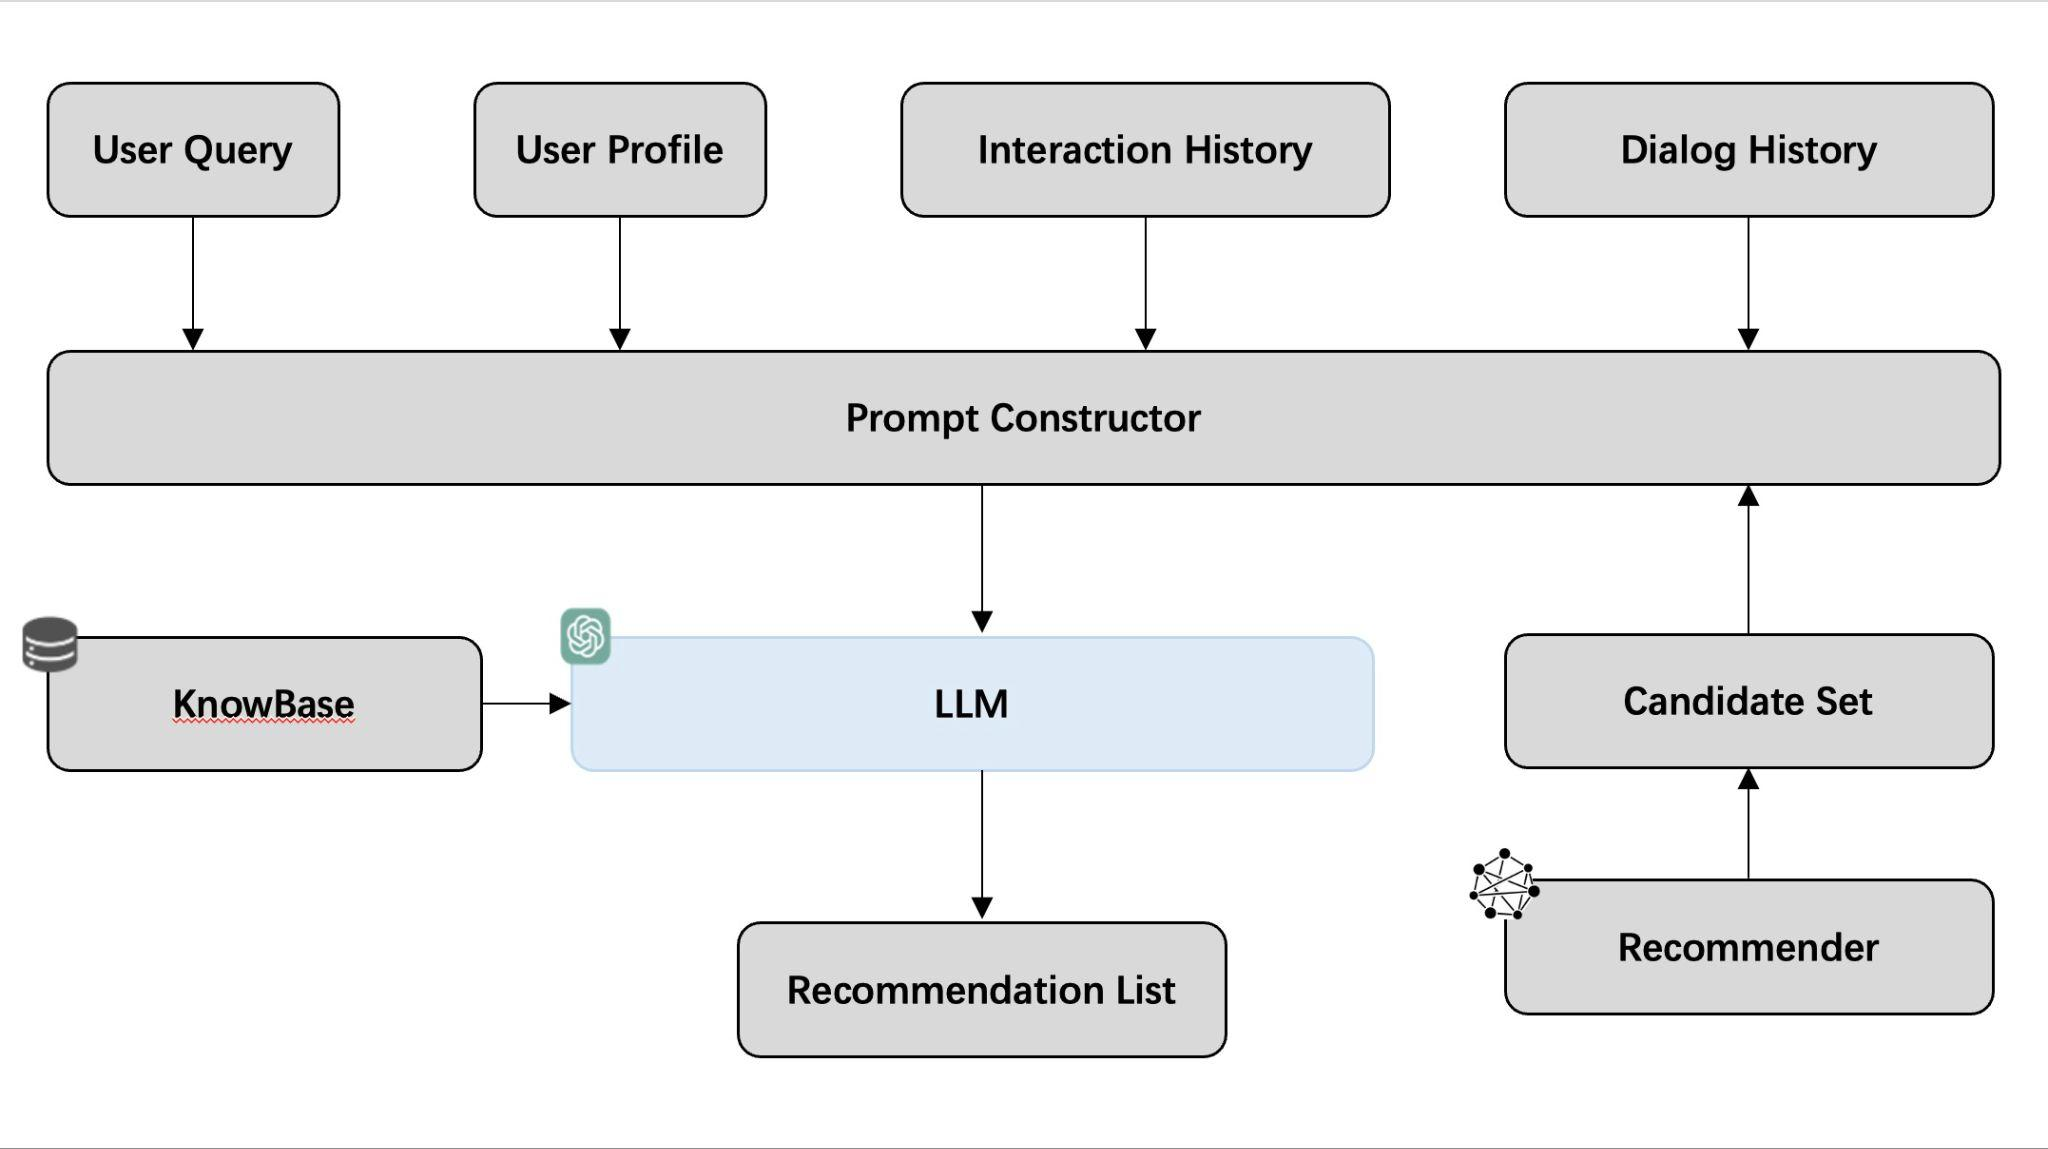 User Query
User Profile
Interaction History
Dialog History
Prompt Constructor
KnowBase
LLM
Candidate Set
Recommender
Recommendation List